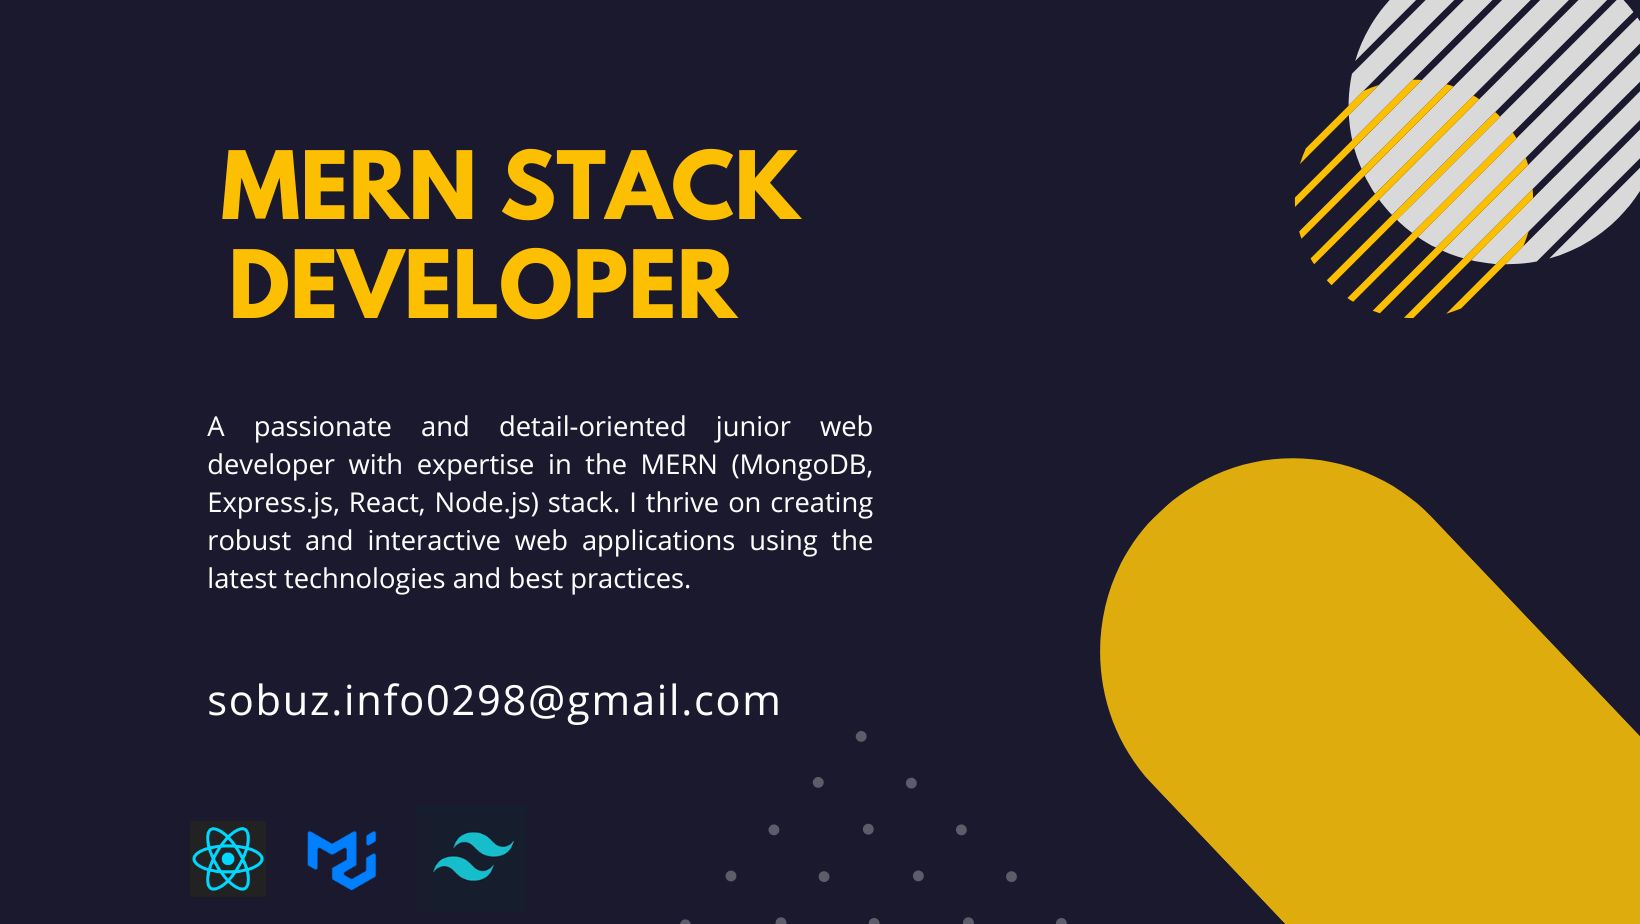 MERN STACK
DEVELOPER
A passionate and detail-oriented junior web
developer with expertise in the MERN (MongoDB,
Express.js, React, Node.js) stack. I thrive on creating
robust and interactive web applications using the
latest technologies and best practices.
sobuz.info0298@gmail.com